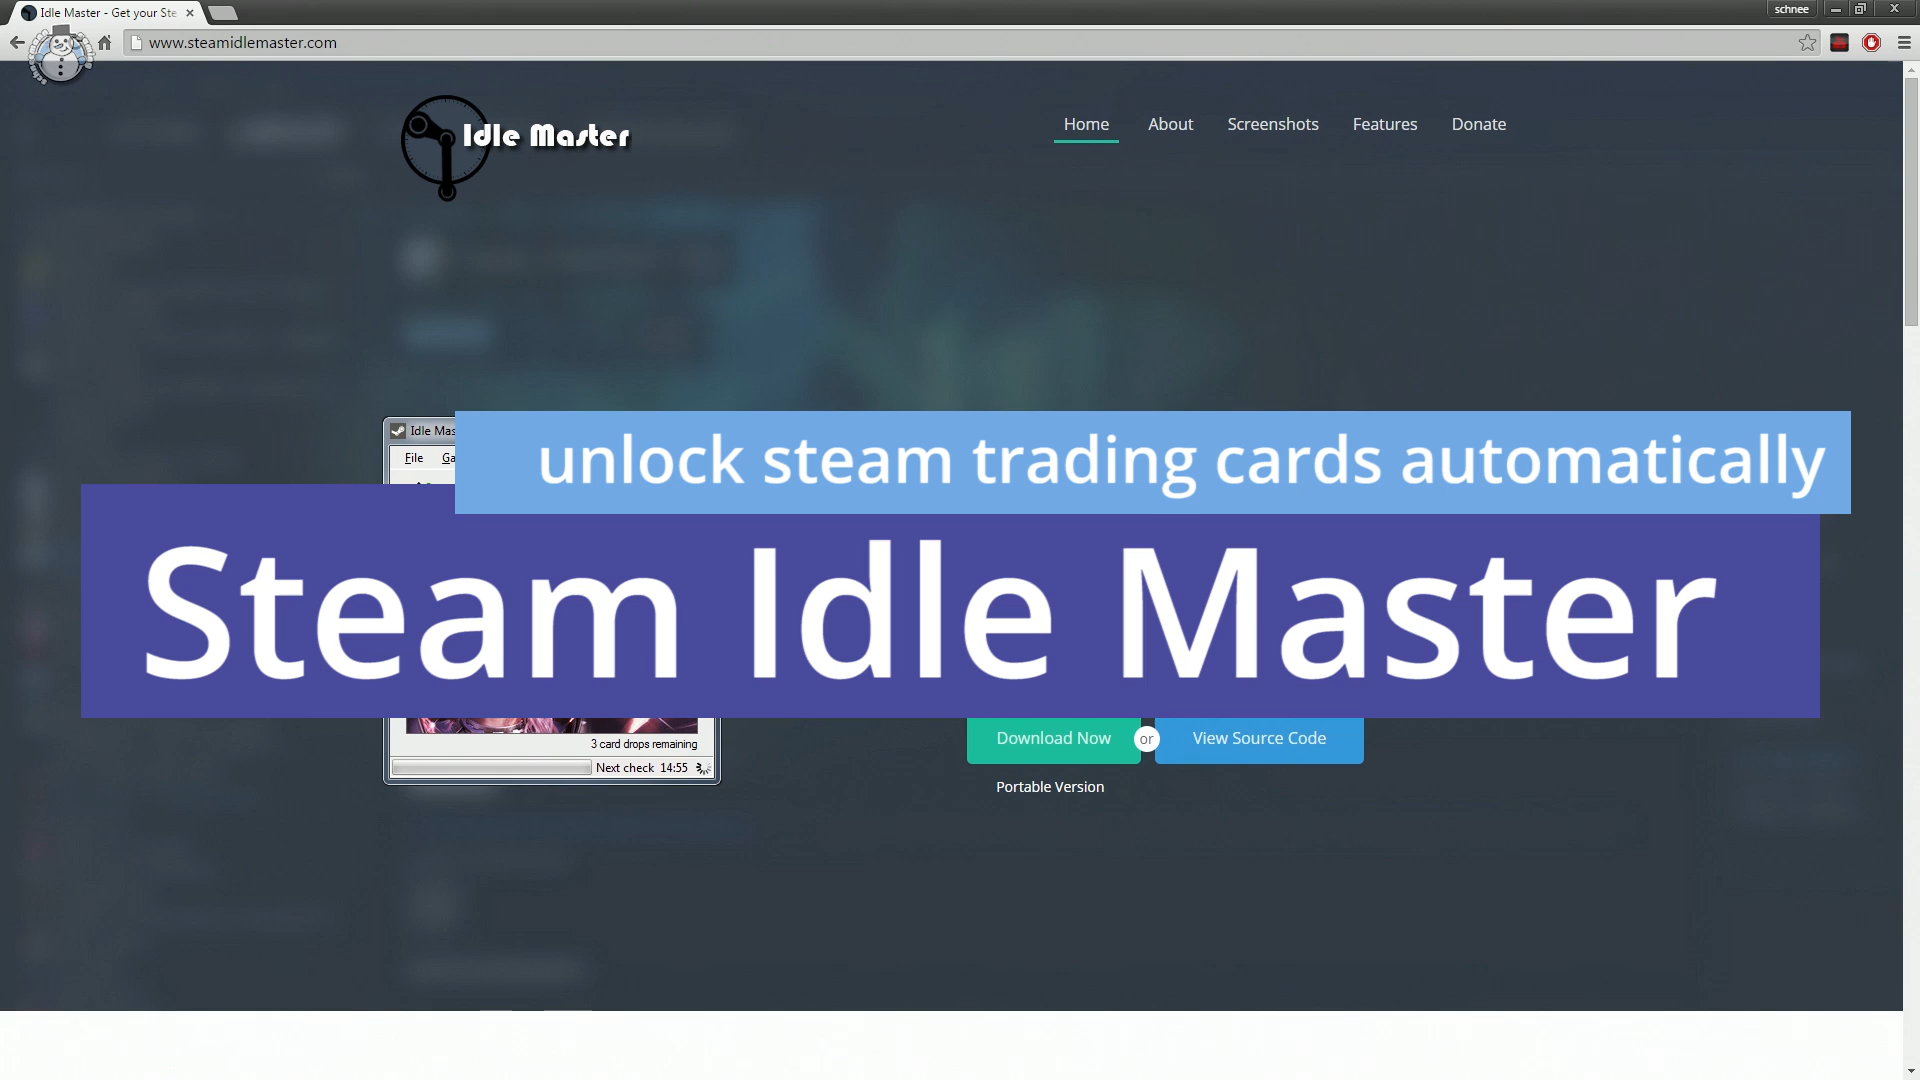 Idle Master - Get your Ste
schnee
www.steamidlemaster.com
Idle Master
Home
About
Screenshots
Features
Donate
Idle Mas
File
Ga
unlock steam trading cards automatically
Steam Idle Master
3 card drops remaining
Next check 14:55
Download Now
or
View Source Code
Portable Version